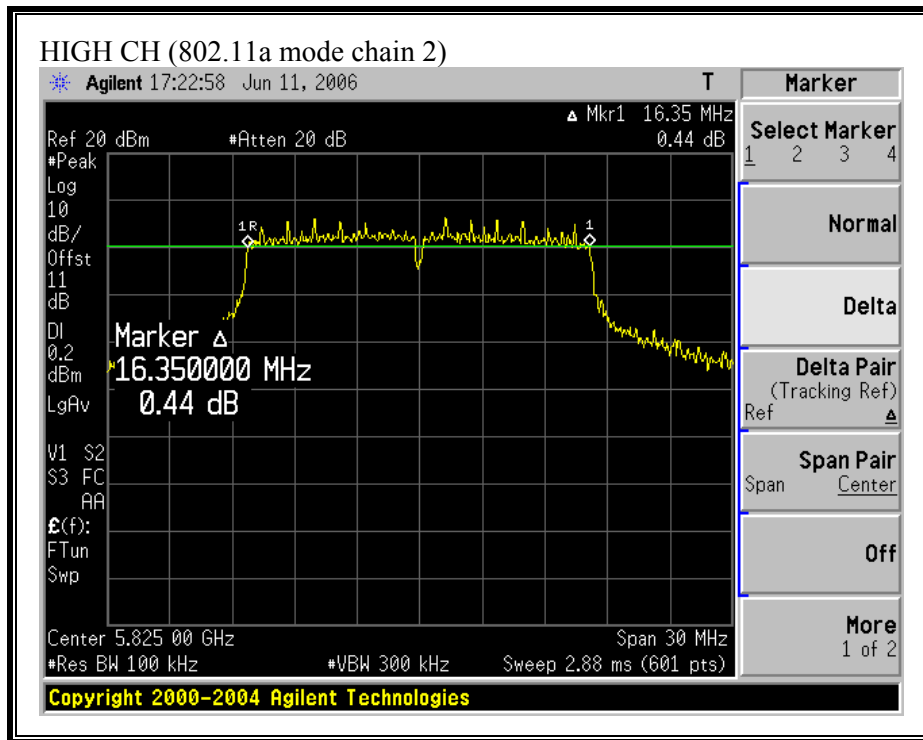 HIGH CH (802.11a mode chain 2)
Agilent 17:22:58 Jun 11, 2006 T
Δ Mkr1 16.35 MHz
Ref 20 dBm #Atten 20 dB 0.44 dB
#Peak
Log
10
dB/
Offst
11
dB
DI
0.2
dBm
LgAv
V1 S2
S3 FC
AA
£(f):
FTun
Swp
1R
1
Marker Δ
16.350000 MHz
0.44 dB
Center 5.825 00 GHz Span 30 MHz
#Res BW 100 kHz #VBW 300 kHz Sweep 2.88 ms (601 pts)
Copyright 2000-2004 Agilent Technologies
Marker
Select Marker
1 2 3 4
Normal
Delta
Delta Pair
(Tracking Ref)
Ref Δ
Span Pair
Span Center
Off
More
1 of 2